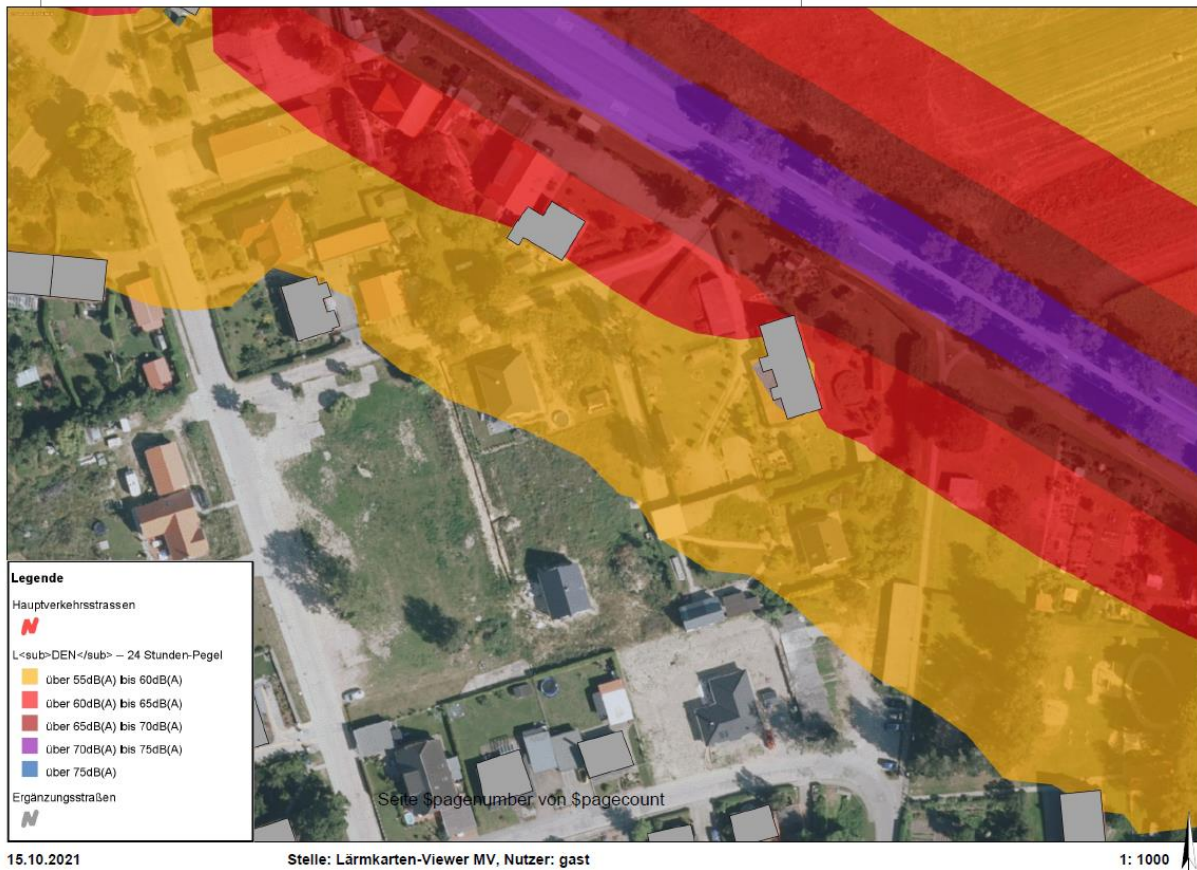 Legende
Hauptverkehrsstrassen
L<sub>DEN</sub> – 24 Stunden-Pegel
über 55dB(A) bis 60dB(A)
über 60dB(A) bis 65dB(A)
über 65dB(A) bis 70dB(A)
über 70dB(A) bis 75dB(A)
über 75dB(A)
Ergänzungsstraßen
Seite $pagenumber von $pagecount
15.10.2021 Stelle: Lärmkarten-Viewer MV, Nutzer: gast 1: 1000